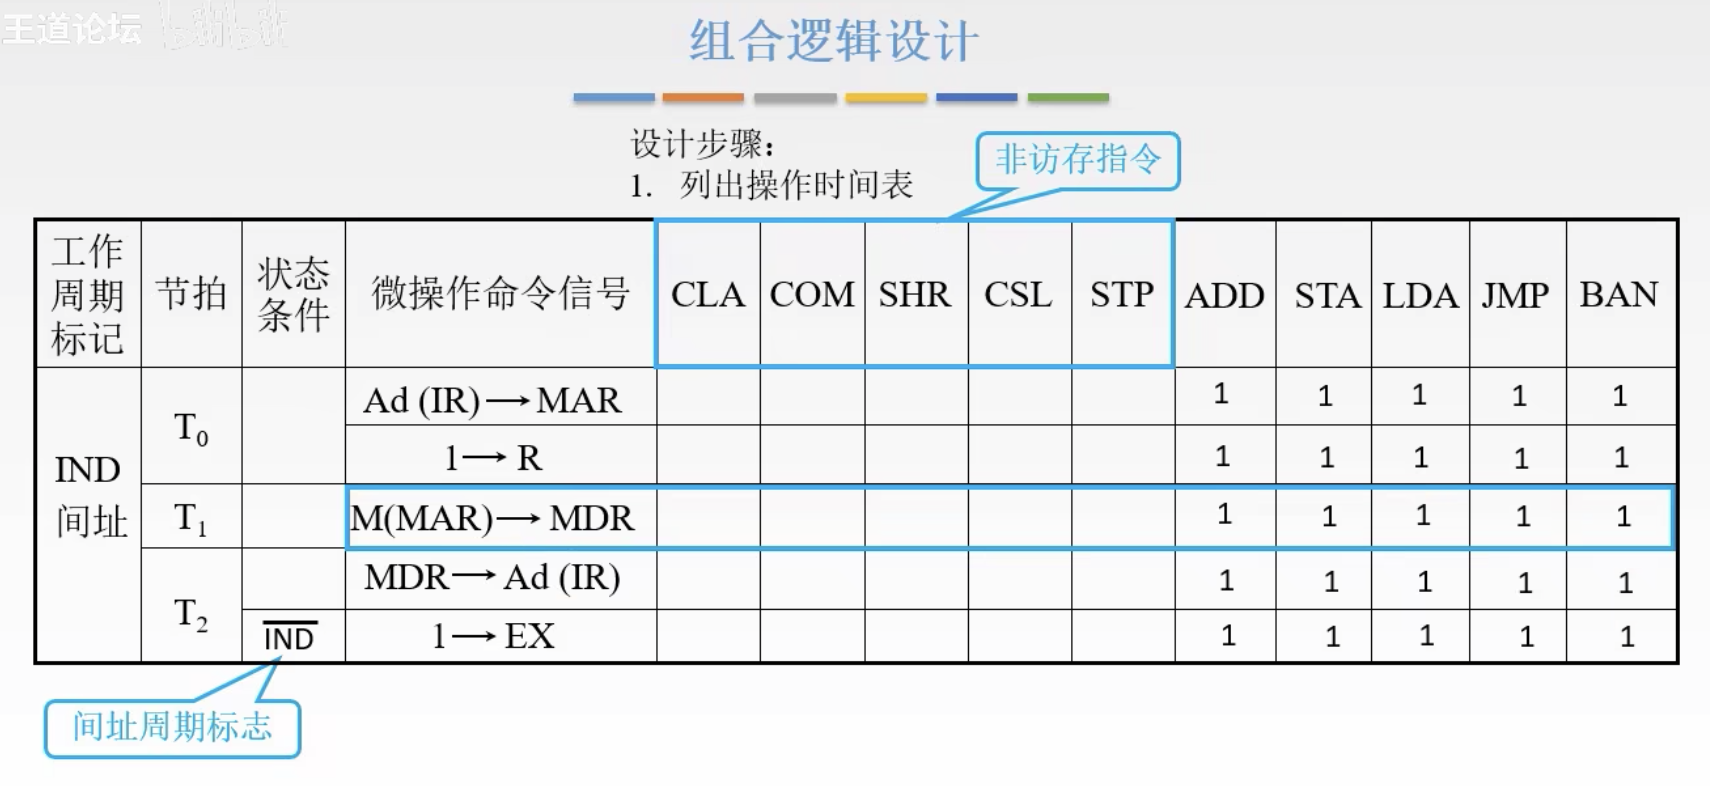 王道论坛 bilibili
组合逻辑设计
设计步骤：
1. 列出操作时间表
非访存指令
工作周期标记 节拍 状态条件 微操作命令信号 CLA COM SHR CSL STP ADD STA LDA JMP BAN
IND 间址
T₀
Ad (IR)→MAR 1 1 1 1 1
1→R 1 1 1 1 1
T₁ M(MAR)→MDR 1 1 1 1 1
T₂
MDR→Ad (IR) 1 1 1 1 1
I̅N̅D̅ 1→EX 1 1 1 1 1
间址周期标志